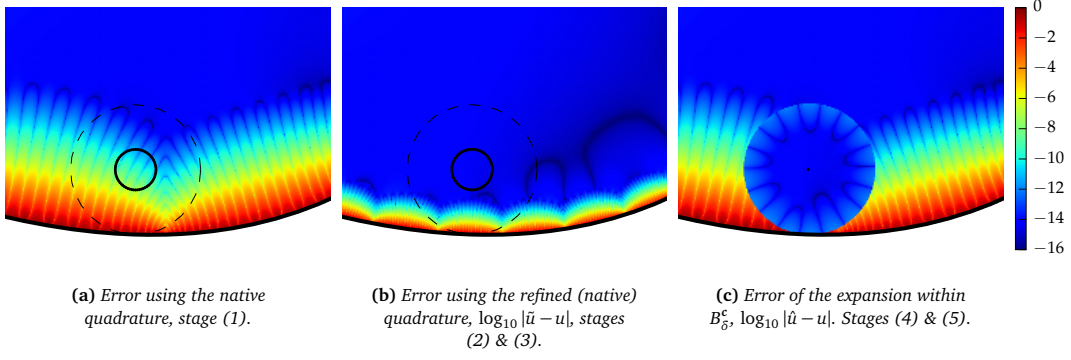 0
−2
−4
−6
−8
−10
−12
−14
−16
(a) Error using the native
quadrature, stage (1).
(b) Error using the refined (native)
quadrature, log₁₀ |ũ − u|, stages
(2) & (3).
(c) Error of the expansion within
B_δ^c, log₁₀ |û − u|. Stages (4) & (5).